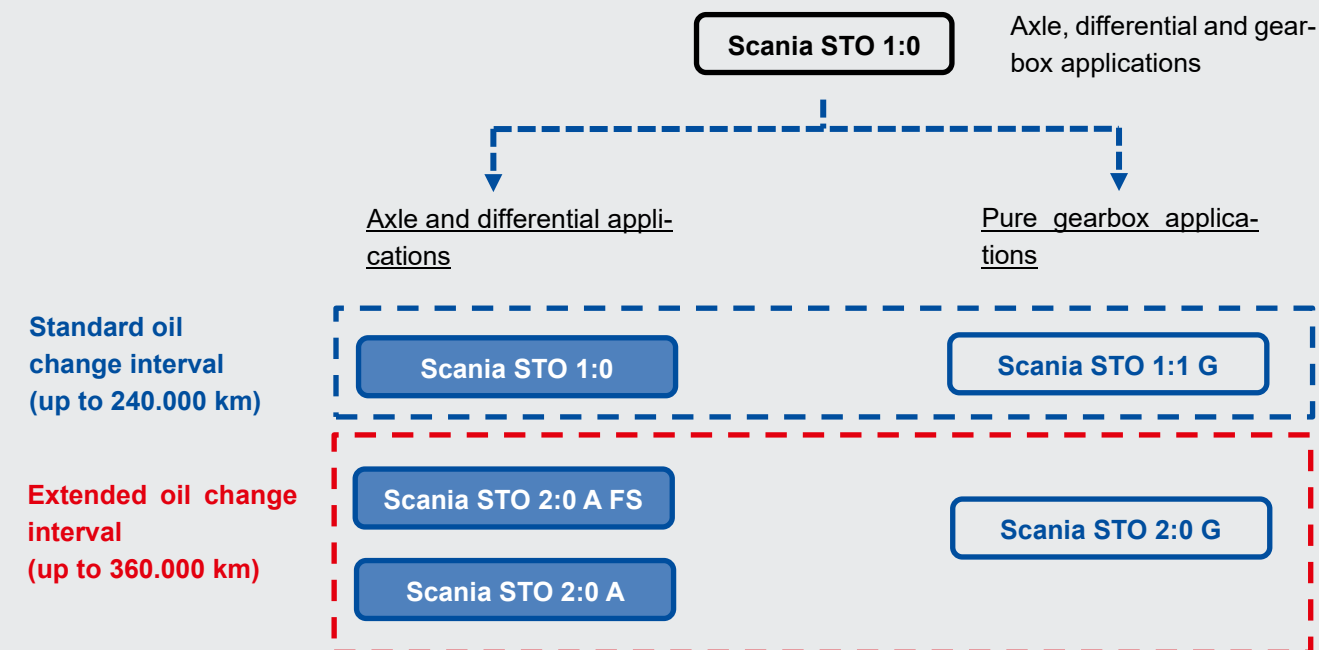 Scania STO 1:0
Axle, differential and gear-
box applications
Axle and differential appli-
cations
Pure gearbox applica-
tions
Standard oil
change interval
(up to 240.000 km)
Scania STO 1:0
Scania STO 1:1 G
Extended oil change
interval
(up to 360.000 km)
Scania STO 2:0 A FS
Scania STO 2:0 G
Scania STO 2:0 A